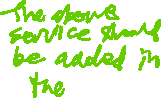 The above
service should
be added in
the